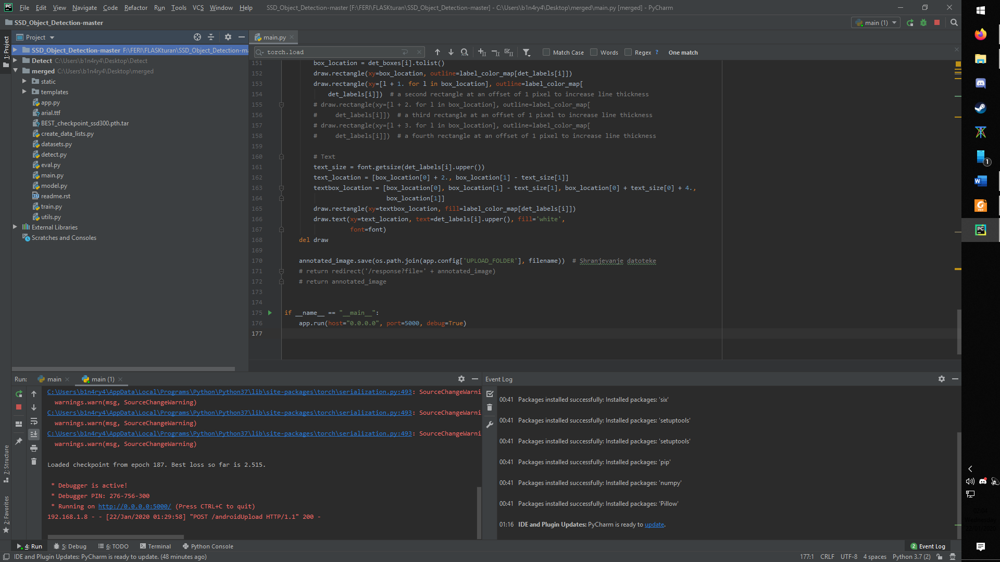 File Edit View Navigate Code Refactor Run Tools VCS Window Help SSD_Object_Detection-master [F:\FERI\FLASKturan\SSD_Object_Detection-master] - C:\Users\b1n4ry4\Desktop\merged\main.py [merged] - PyCharm
SSD_Object_Detection-master
main (1)
1: Project
Project
SSD_Object_Detection-master F:\FERI\FLASKturan\SSD_Object_Detection-ma
Detect C:\Users\b1n4ry4\Desktop\Detect
merged C:\Users\b1n4ry4\Desktop\merged
static
templates
app.py
arial.ttf
BEST_checkpoint_ssd300.pth.tar
create_data_lists.py
datasets.py
detect.py
eval.py
main.py
model.py
readme.rst
train.py
utils.py
External Libraries
Scratches and Consoles
main.py
torch.load
Match Case Words Regex ? One match
151 box_location = det_boxes[i].tolist()
152 draw.rectangle(xy=box_location, outline=label_color_map[det_labels[i]])
153 draw.rectangle(xy=[l + 1. for l in box_location], outline=label_color_map[
154 det_labels[i]])  # a second rectangle at an offset of 1 pixel to increase line thickness
155 # draw.rectangle(xy=[l + 2. for l in box_location], outline=label_color_map[
156 #     det_labels[i]])  # a third rectangle at an offset of 1 pixel to increase line thickness
157 # draw.rectangle(xy=[l + 3. for l in box_location], outline=label_color_map[
158 #     det_labels[i]])  # a fourth rectangle at an offset of 1 pixel to increase line thickness
159
160 # Text
161 text_size = font.getsize(det_labels[i].upper())
162 text_location = [box_location[0] + 2., box_location[1] - text_size[1]]
163 textbox_location = [box_location[0], box_location[1] - text_size[1], box_location[0] + text_size[0] + 4.,
164 box_location[1]]
165 draw.rectangle(xy=textbox_location, fill=label_color_map[det_labels[i]])
166 draw.text(xy=text_location, text=det_labels[i].upper(), fill='white',
167 font=font)
168 del draw
169
170 annotated_image.save(os.path.join(app.config['UPLOAD_FOLDER'], filename))  # Shranjevanje datoteke
171 # return redirect('/response?file=' + annotated_image)
172 # return annotated_image
173
174
175 if __name__ == "__main__":
176 app.run(host="0.0.0.0", port=5000, debug=True)
177
Run: main main (1)
C:\Users\b1n4ry4\AppData\Local\Programs\Python\Python37\lib\site-packages\torch\serialization.py:493: SourceChangeWarni
warnings.warn(msg, SourceChangeWarning)
C:\Users\b1n4ry4\AppData\Local\Programs\Python\Python37\lib\site-packages\torch\serialization.py:493: SourceChangeWarni
warnings.warn(msg, SourceChangeWarning)
C:\Users\b1n4ry4\AppData\Local\Programs\Python\Python37\lib\site-packages\torch\serialization.py:493: SourceChangeWarni
warnings.warn(msg, SourceChangeWarning)
Loaded checkpoint from epoch 187. Best loss so far is 2.515.
* Debugger is active!
* Debugger PIN: 276-756-300
* Running on http://0.0.0.0:5000/ (Press CTRL+C to quit)
192.168.1.8 - - [22/Jan/2020 01:29:58] "POST /androidUpload HTTP/1.1" 200 -
Event Log
00:41 Packages installed successfully: Installed packages: 'six'
00:41 Packages installed successfully: Installed packages: 'setuptools'
00:41 Packages installed successfully: Installed packages: 'setuptools'
00:41 Packages installed successfully: Installed packages: 'pip'
00:41 Packages installed successfully: Installed packages: 'numpy'
00:41 Packages installed successfully: Installed packages: 'Pillow'
01:16 IDE and Plugin Updates: PyCharm is ready to update.
7: Structure
2: Favorites
4: Run 5: Debug 6: TODO Terminal Python Console
2 Event Log
IDE and Plugin Updates: PyCharm is ready to update. (48 minutes ago)
177:1 CRLF UTF-8 4 spaces Python 3.7 (2)
PC
1
W
PDF
PC